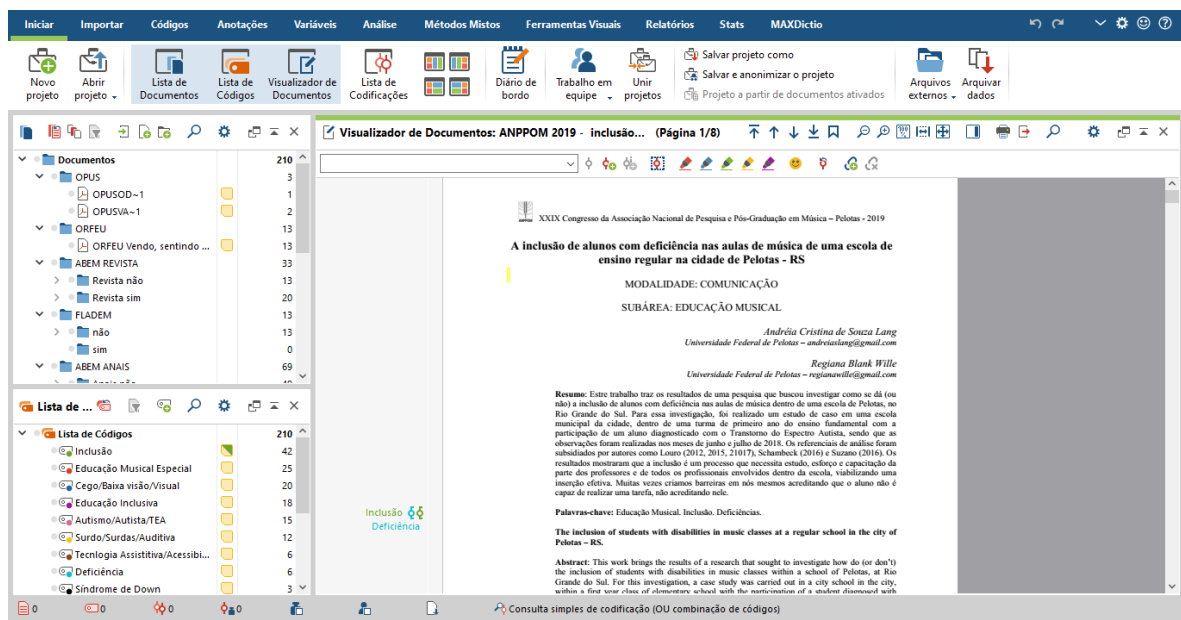 Iniciar Importar Códigos Anotações Variáveis Análise Métodos Mistos Ferramentas Visuais Relatórios Stats MAXDictio
Novo projeto
Abrir projeto
Lista de Documentos
Lista de Códigos
Visualizador de Documentos
Lista de Codificações
Diário de bordo
Trabalho em equipe
Unir projetos
Salvar projeto como
Salvar e anonimizar o projeto
Projeto a partir de documentos ativados
Arquivos externos
Arquivar dados
Documentos 210
OPUS 3
OPUSOD~1 1
OPUSVA~1 2
ORFEU 13
ORFEU Vendo, sentindo ... 13
ABEM REVISTA 33
Revista não 13
Revista sim 20
FLADEM 13
não 13
sim 0
ABEM ANAIS 69
Lista de ...
Lista de Códigos 210
Inclusão 42
Educação Musical Especial 25
Cego/Baixa visão/Visual 20
Educação Inclusiva 18
Autismo/Autista/TEA 15
Surdo/Surdas/Auditiva 12
Tecnlogia Assistitiva/Acessibi... 6
Deficiência 6
Síndrome de Down 3
Visualizador de Documentos: ANPPOM 2019 - inclusão... (Página 1/8)
XXIX Congresso da Associação Nacional de Pesquisa e Pós-Graduação em Música – Pelotas - 2019
A inclusão de alunos com deficiência nas aulas de música de uma escola de
ensino regular na cidade de Pelotas - RS
MODALIDADE: COMUNICAÇÃO
SUBÁREA: EDUCAÇÃO MUSICAL
Andréia Cristina de Souza Lang
Universidade Federal de Pelotas – andreiaslang@gmail.com
Regiana Blank Wille
Universidade Federal de Pelotas – regianawille@gmail.com
Resumo: Estre trabalho traz os resultados de uma pesquisa que buscou investigar como se dá (ou
não) a inclusão de alunos com deficiência nas aulas de música dentro de uma escola de Pelotas, no
Rio Grande do Sul. Para essa investigação, foi realizado um estudo de caso em uma escola
municipal da cidade, dentro de uma turma de primeiro ano do ensino fundamental com a
participação de um aluno diagnosticado com o Transtorno do Espectro Autista, sendo que as
observações foram realizadas nos meses de junho e julho de 2018. Os referenciais de análise foram
subsidiados por autores como Louro (2012, 2015, 21017), Schambeck (2016) e Suzano (2016). Os
resultados mostraram que a inclusão é um processo que necessita estudo, esforço e capacitação da
parte dos professores e de todos os profissionais envolvidos dentro da escola, viabilizando uma
inserção efetiva. Muitas vezes criamos barreiras em nós mesmos acreditando que o aluno não é
capaz de realizar uma tarefa, não acreditando nele.
Inclusão
Deficiência
Palavras-chave: Educação Musical. Inclusão. Deficiências.
The inclusion of students with disabilities in music classes at a regular school in the city of
Pelotas – RS.
Abstract: This work brings the results of a research that sought to investigate how do (or don't)
the inclusion of students with disabilities in music classes within a school of Pelotas, at Rio
Grande do Sul. For this investigation, a case study was carried out in a city school in the city,
within a first year class of elementary school with the participation of a student diagnosed with
0 0 0 0
Consulta simples de codificação (OU combinação de códigos)